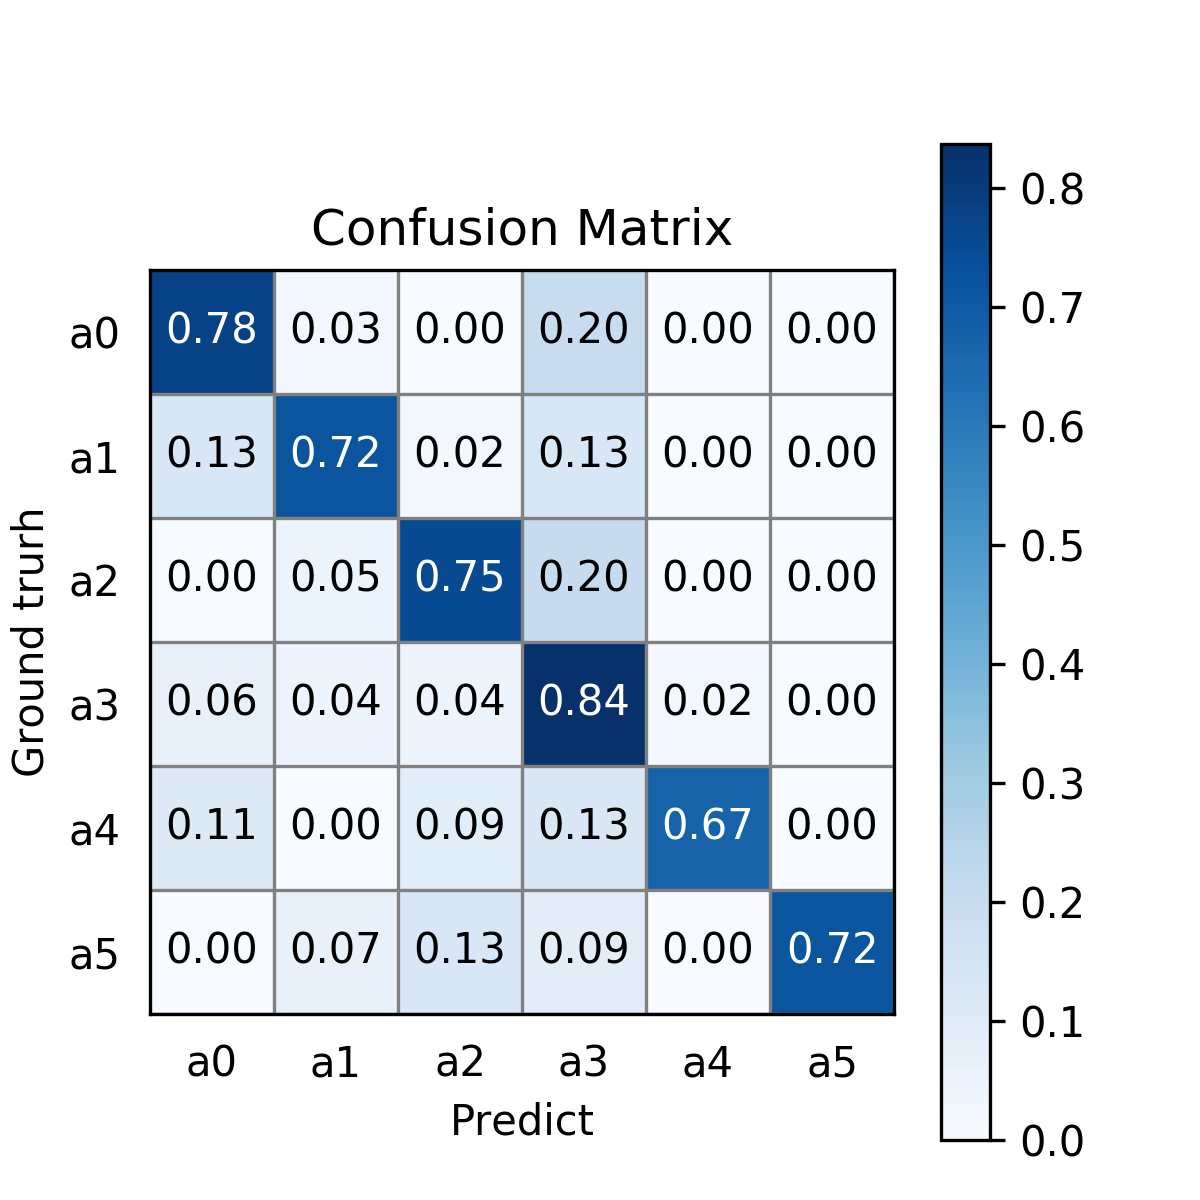 Confusion Matrix
a0 0.78 0.03 0.00 0.20 0.00 0.00
a1 0.13 0.72 0.02 0.13 0.00 0.00
a2 0.00 0.05 0.75 0.20 0.00 0.00
a3 0.06 0.04 0.04 0.84 0.02 0.00
a4 0.11 0.00 0.09 0.13 0.67 0.00
a5 0.00 0.07 0.13 0.09 0.00 0.72
a0 a1 a2 a3 a4 a5
Predict
Ground trurh
0.8
0.7
0.6
0.5
0.4
0.3
0.2
0.1
0.0